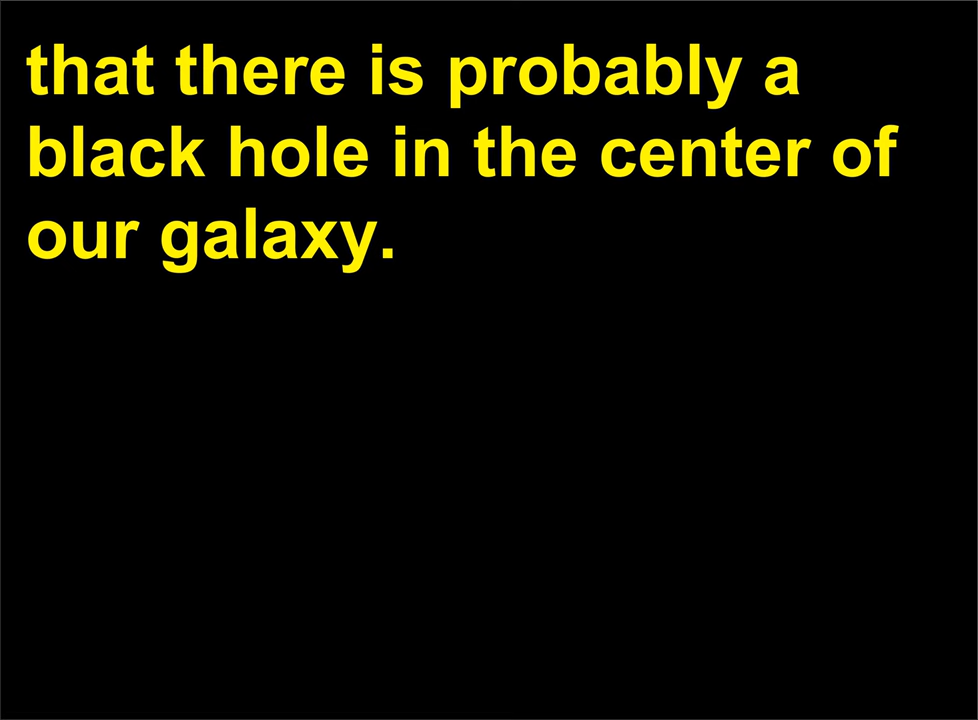 that there is probably a
black hole in the center of
our galaxy.